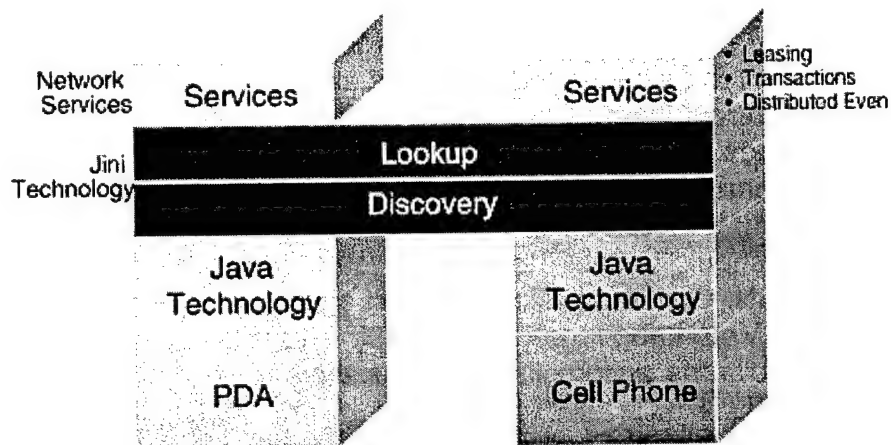 Network
Services
Services
Services
• Leasing
• Transactions
• Distributed Even
Jini
Technology
Lookup
Discovery
Java
Technology
Java
Technology
PDA
Cell Phone